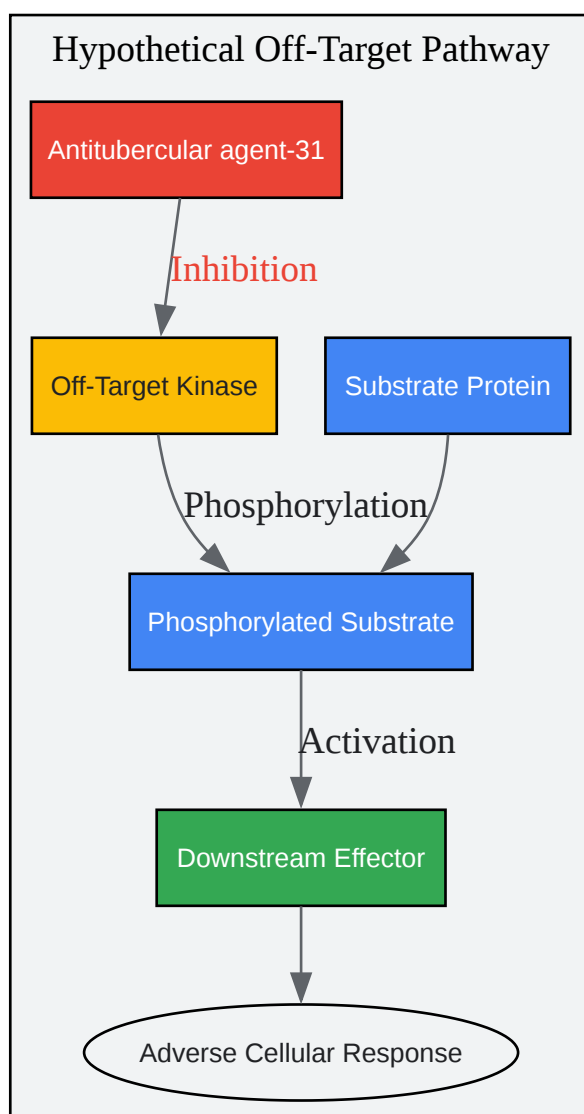 Hypothetical Off-Target Pathway
Antitubercular agent-31
Inhibition
Off-Target Kinase
Substrate Protein
Phosphorylation
Phosphorylated Substrate
Activation
Downstream Effector
Adverse Cellular Response